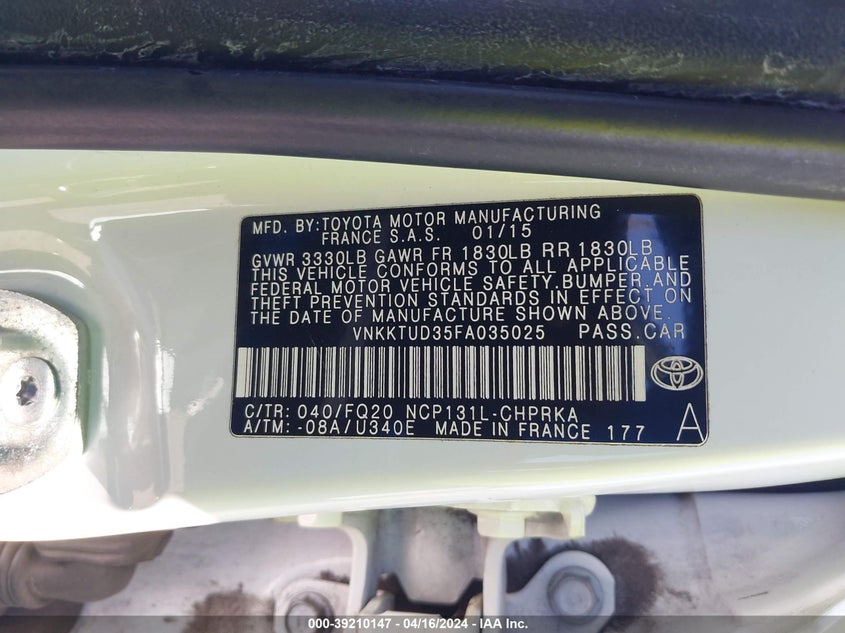 MFD. BY:TOYOTA MOTOR MANUFACTURING
FRANCE S.A.S. 01/15
GVWR 3330LB GAWR FR 1830LB RR 1830LB
THIS VEHICLE CONFORMS TO ALL APPLICABLE
FEDERAL MOTOR VEHICLE SAFETY,BUMPER,AND
THEFT PREVENTION STANDARDS IN EFFECT ON
THE DATE OF MANUFACTURE SHOWN ABOVE.
VNKKTUD35FA035025 PASS.CAR
C/TR: 040/FQ20 NCP131L-CHPRKA
A/TM: -08A/U340E MADE IN FRANCE 177 A
000-39210147 - 04/16/2024 - IAA Inc.